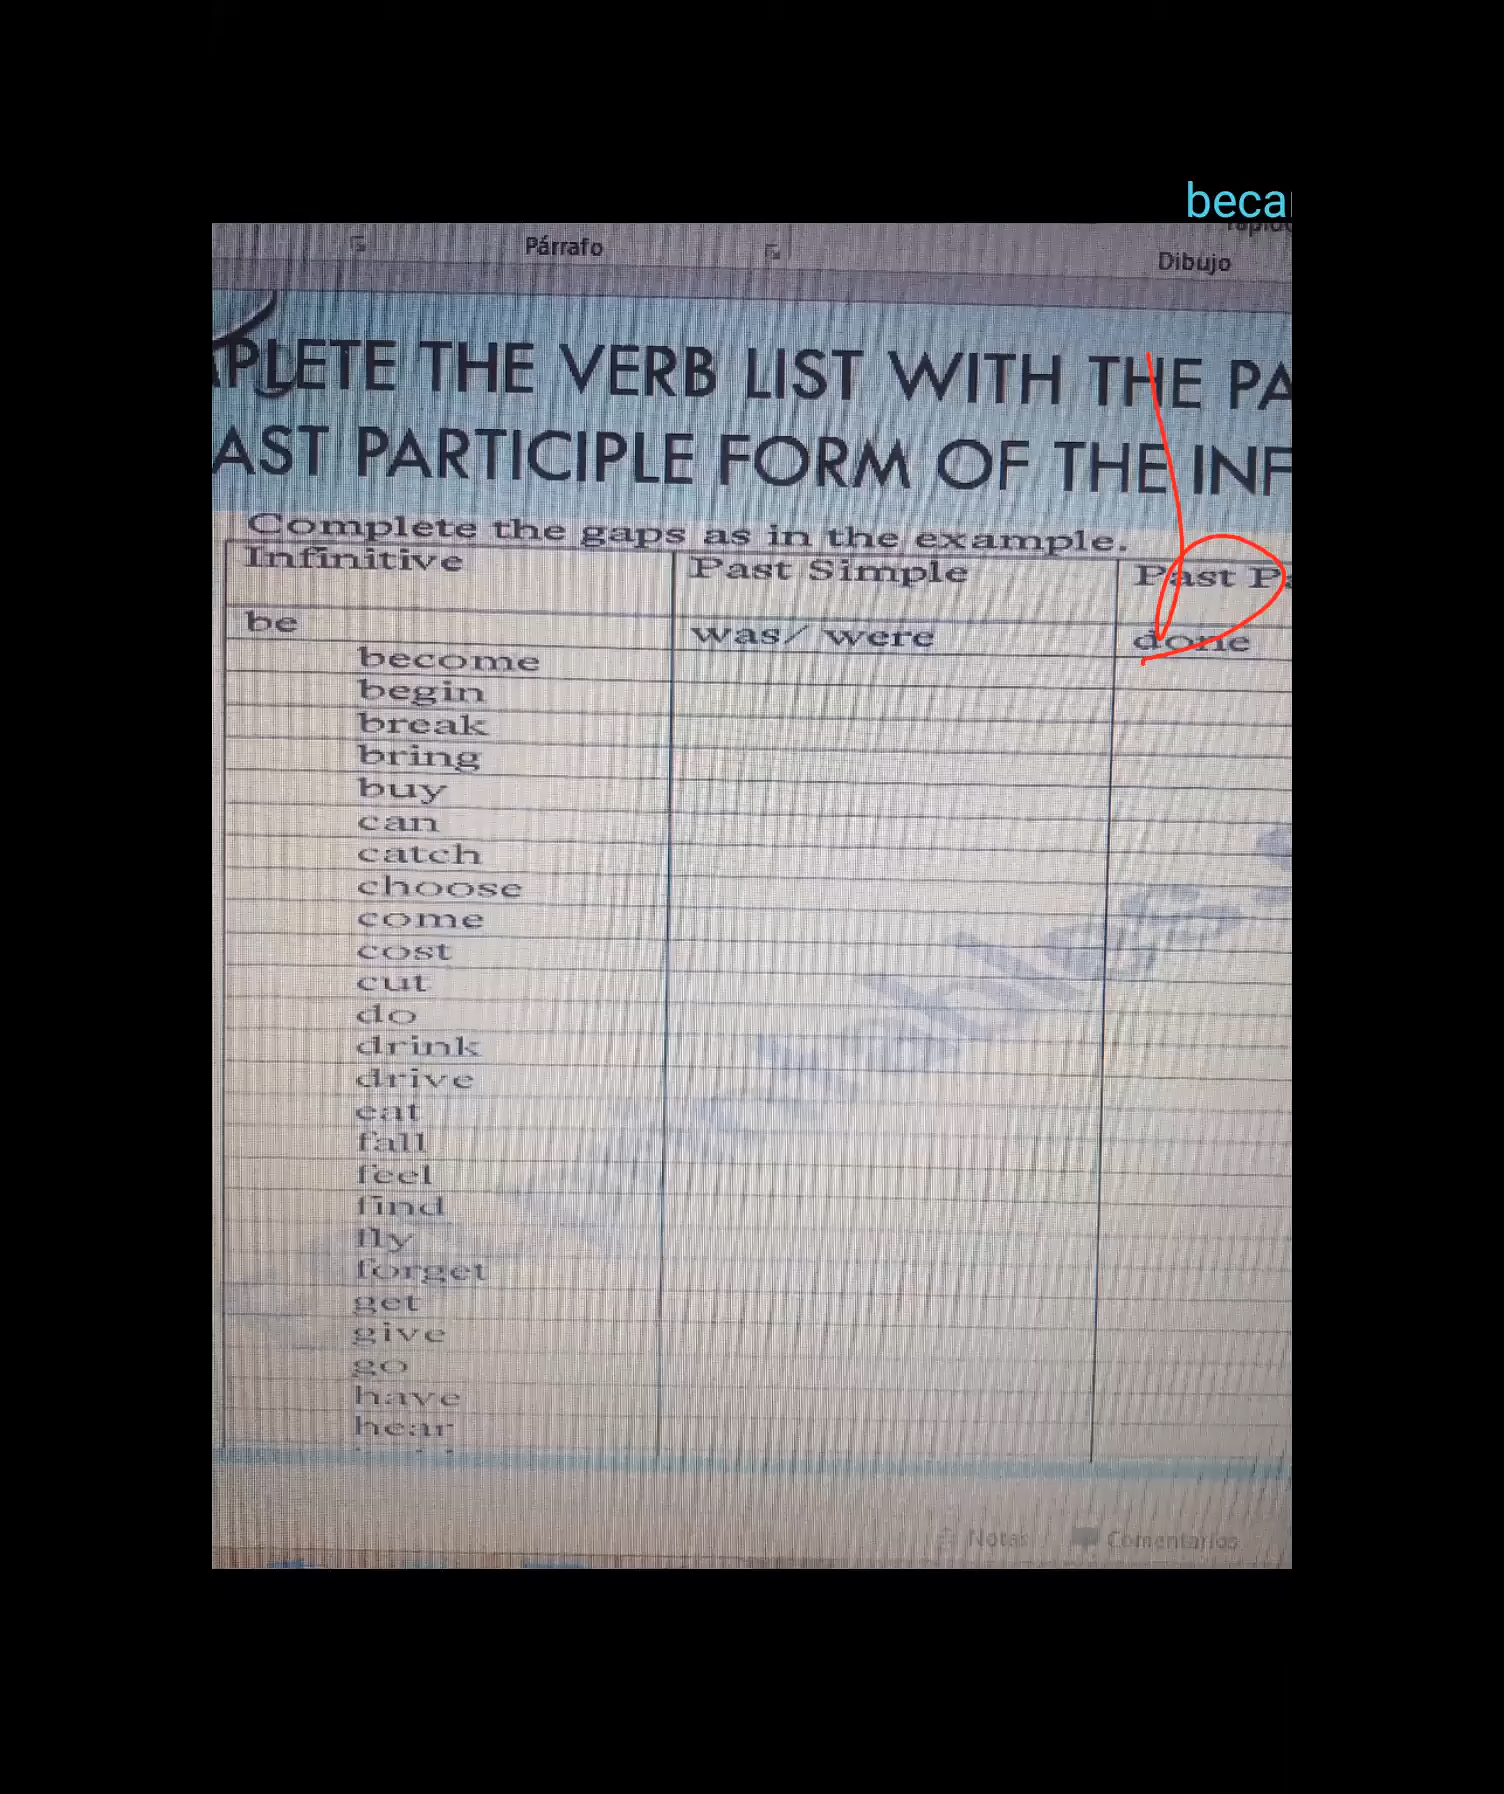 beca
Párrafo
Dibujo
PLETE THE VERB LIST WITH THE PA
AST PARTICIPLE FORM OF THE INF
Complete the gaps as in the example.
Infinitive Past Simple Past P
be was/ were done
become
begin
break
bring
buy
can
catch
choose
come
cost
cut
do
drink
drive
eat
fall
feel
find
fly
forget
get
give
go
have
hear
Notas Comentarios